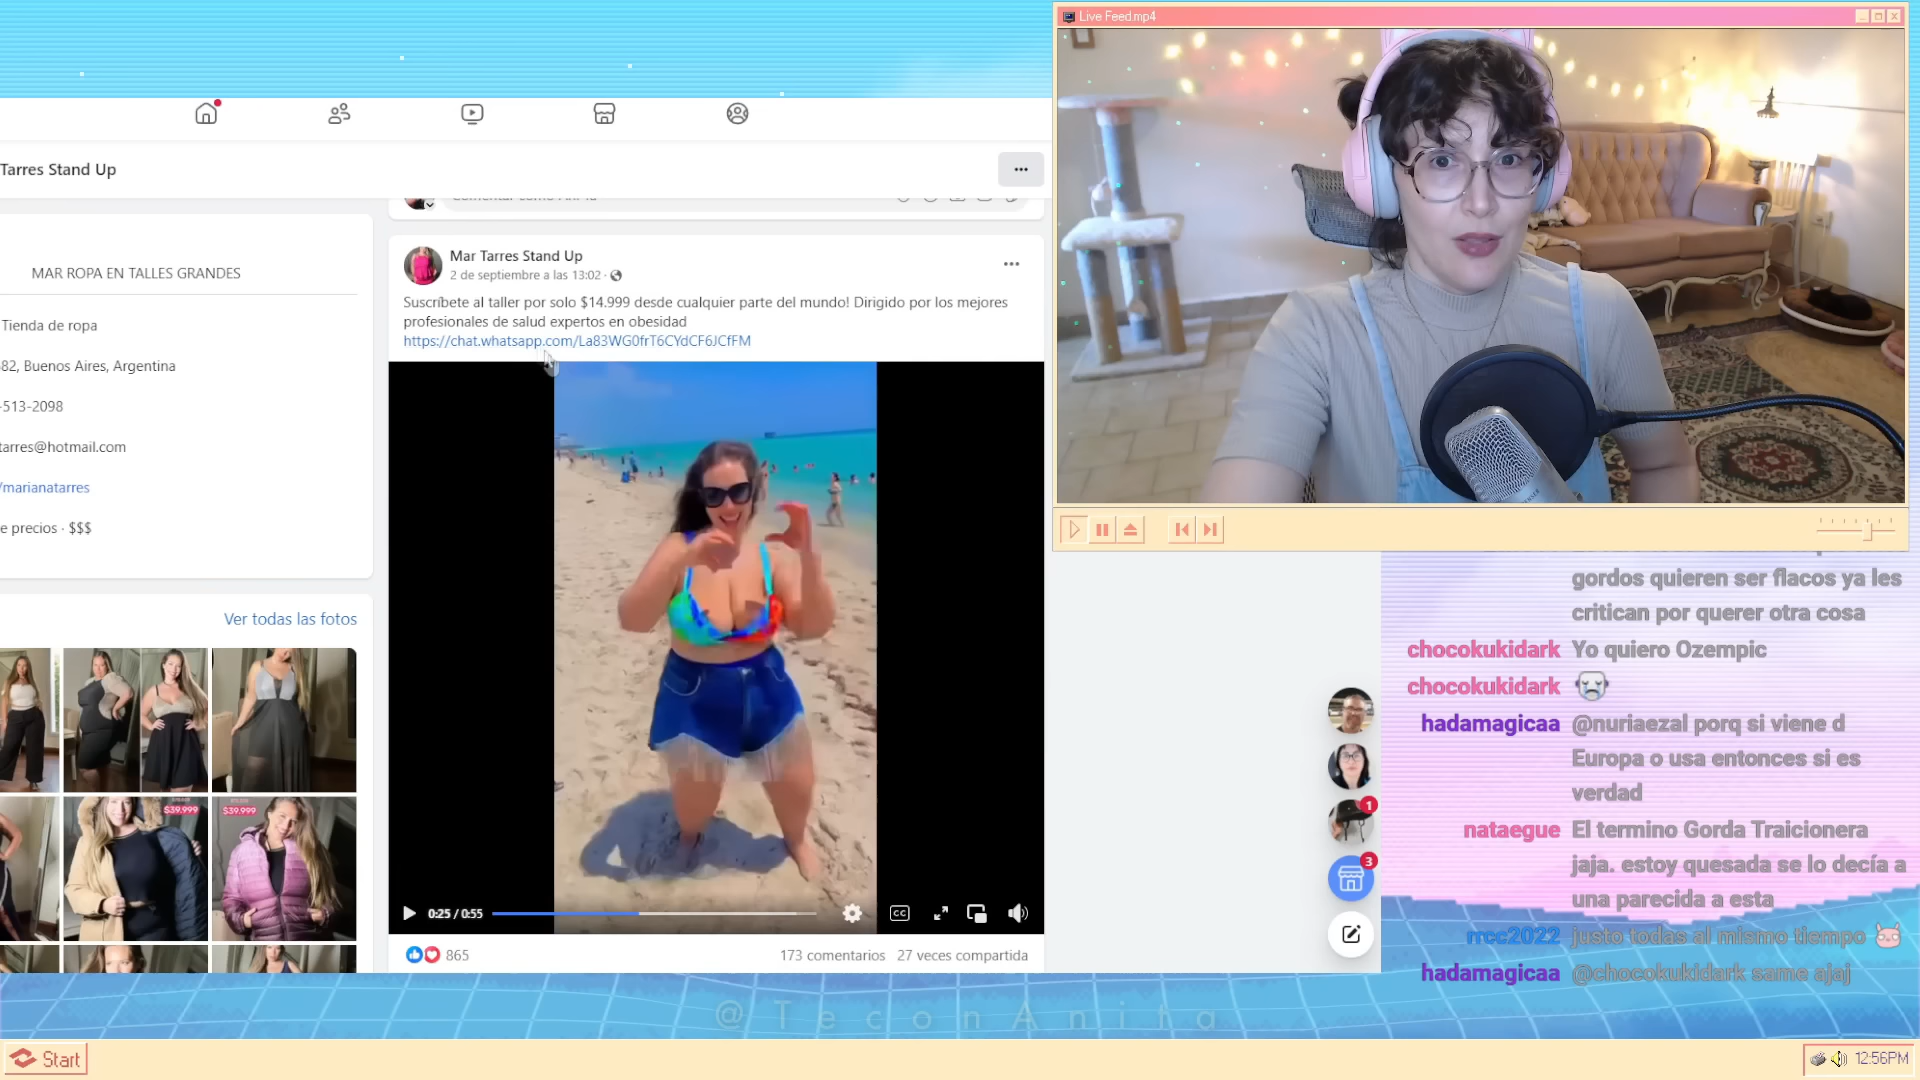 Live Feed.mp4
Tarres Stand Up
MAR ROPA EN TALLES GRANDES
Tienda de ropa
82, Buenos Aires, Argentina
-513-2098
tarres@hotmail.com
/marianatarres
e precios · $$$
Ver todas las fotos
$39.999
$39.999
Mar Tarres Stand Up
2 de septiembre a las 13:02 ·
Suscríbete al taller por solo $14.999 desde cualquier parte del mundo! Dirigido por los mejores
profesionales de salud expertos en obesidad
https://chat.whatsapp.com/La83WG0frT6CYdCF6JCfFM
0:25 / 0:55
CC
865
173 comentarios 27 veces compartida
1
3
gordos quieren ser flacos ya les
critican por querer otra cosa
chocokukidark Yo quiero Ozempic
chocokukidark
hadamagicaa @nuriaezal porq si viene d
Europa o usa entonces si es
verdad
nataegue El termino Gorda Traicionera
jaja. estoy quesada se lo decía a
una parecida a esta
rrcc2022 justo todas al mismo tiempo
hadamagicaa @chocokukidark same ajaj
@TeconAnita
Start
12:56PM